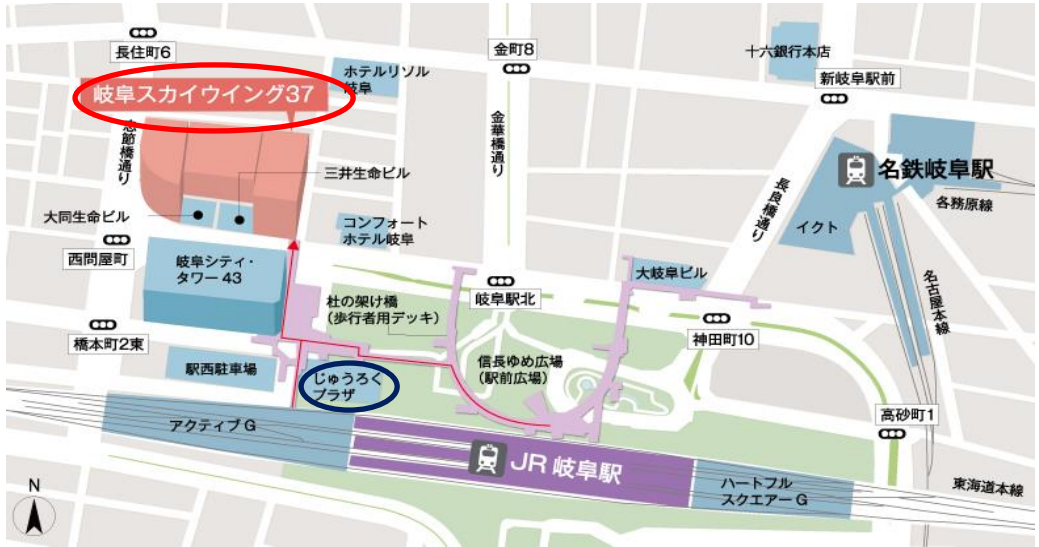 長住町6
金町8
十六銀行本店
ホテルリソル
岐阜
新岐阜駅前
岐阜スカイウイング37
忠節橋通り
金華橋通り
三井生命ビル
名鉄岐阜駅
長良橋通り
各務原線
大同生命ビル
コンフォート
ホテル岐阜
イクト
西問屋町
岐阜シティ・
タワー43
大岐阜ビル
名古屋本線
岐阜駅北
杜の架け橋
(歩行者用デッキ)
橋本町2東
神田町10
駅西駐車場
じゅうろく
プラザ
信長ゆめ広場
(駅前広場)
高砂町1
アクティブG
JR岐阜駅
ハートフル
スクエアーG
東海道本線
N